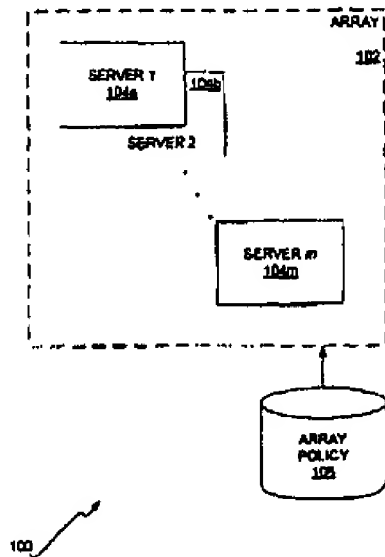 ARRAY
102
SERVER 1
104a
104b
SERVER 2
SERVER m
104m
ARRAY
POLICY
105
100